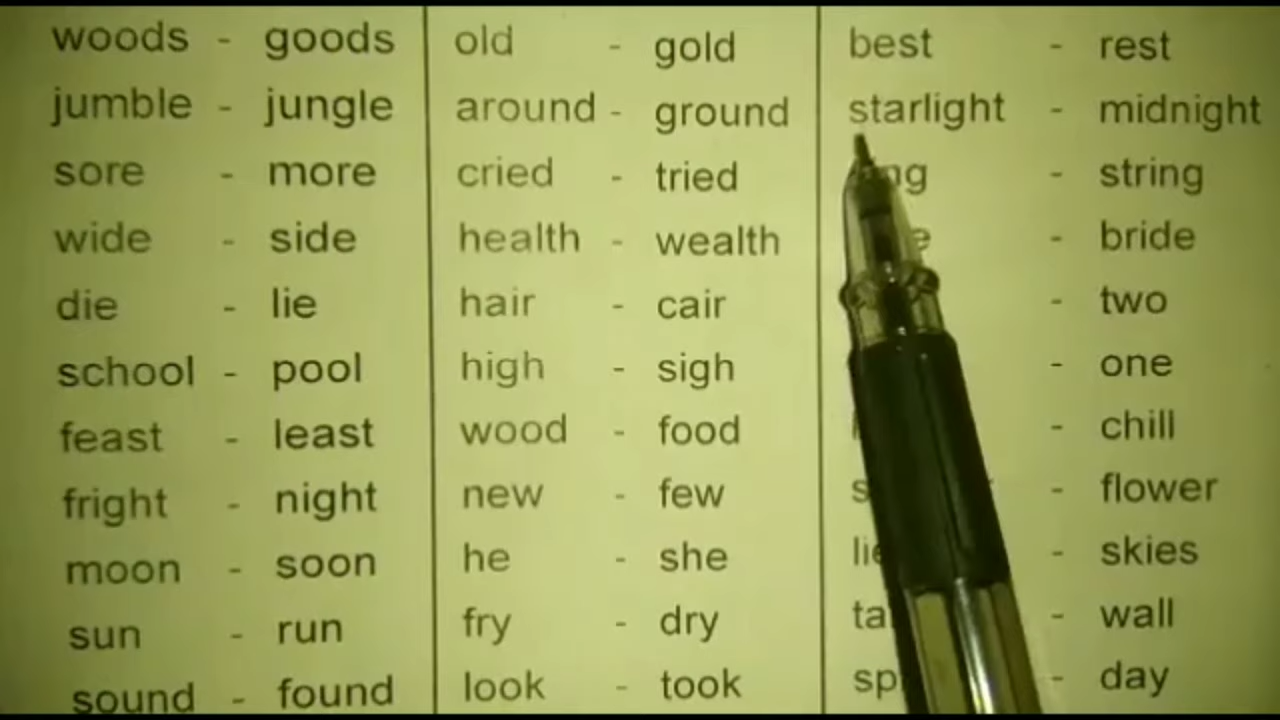 woods - goods
jumble - jungle
sore - more
wide - side
die - lie
school - pool
feast - least
fright - night
moon - soon
sun - run
sound - found
old - gold
around - ground
cried - tried
health - wealth
hair - cair
high - sigh
wood - food
new - few
he - she
fry - dry
look - took
best - rest
starlight - midnight
- string
- bride
- two
- one
- chill
- flower
- skies
- wall
- day